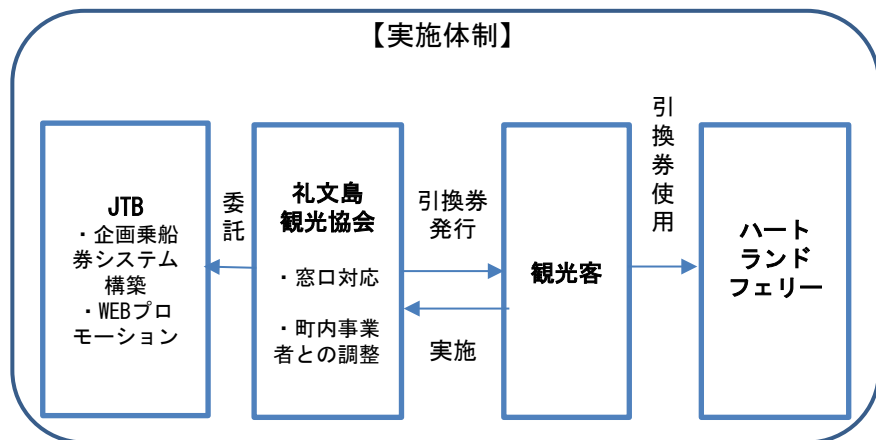 【実施体制】
JTB
・企画乗船
券システム
構築
・WEBプロ
モーション
委託
礼文島
観光協会
・窓口対応
・町内事業
者との調整
引換券
発行
実施
観光客
引換券使用
ハート
ランド
フェリー